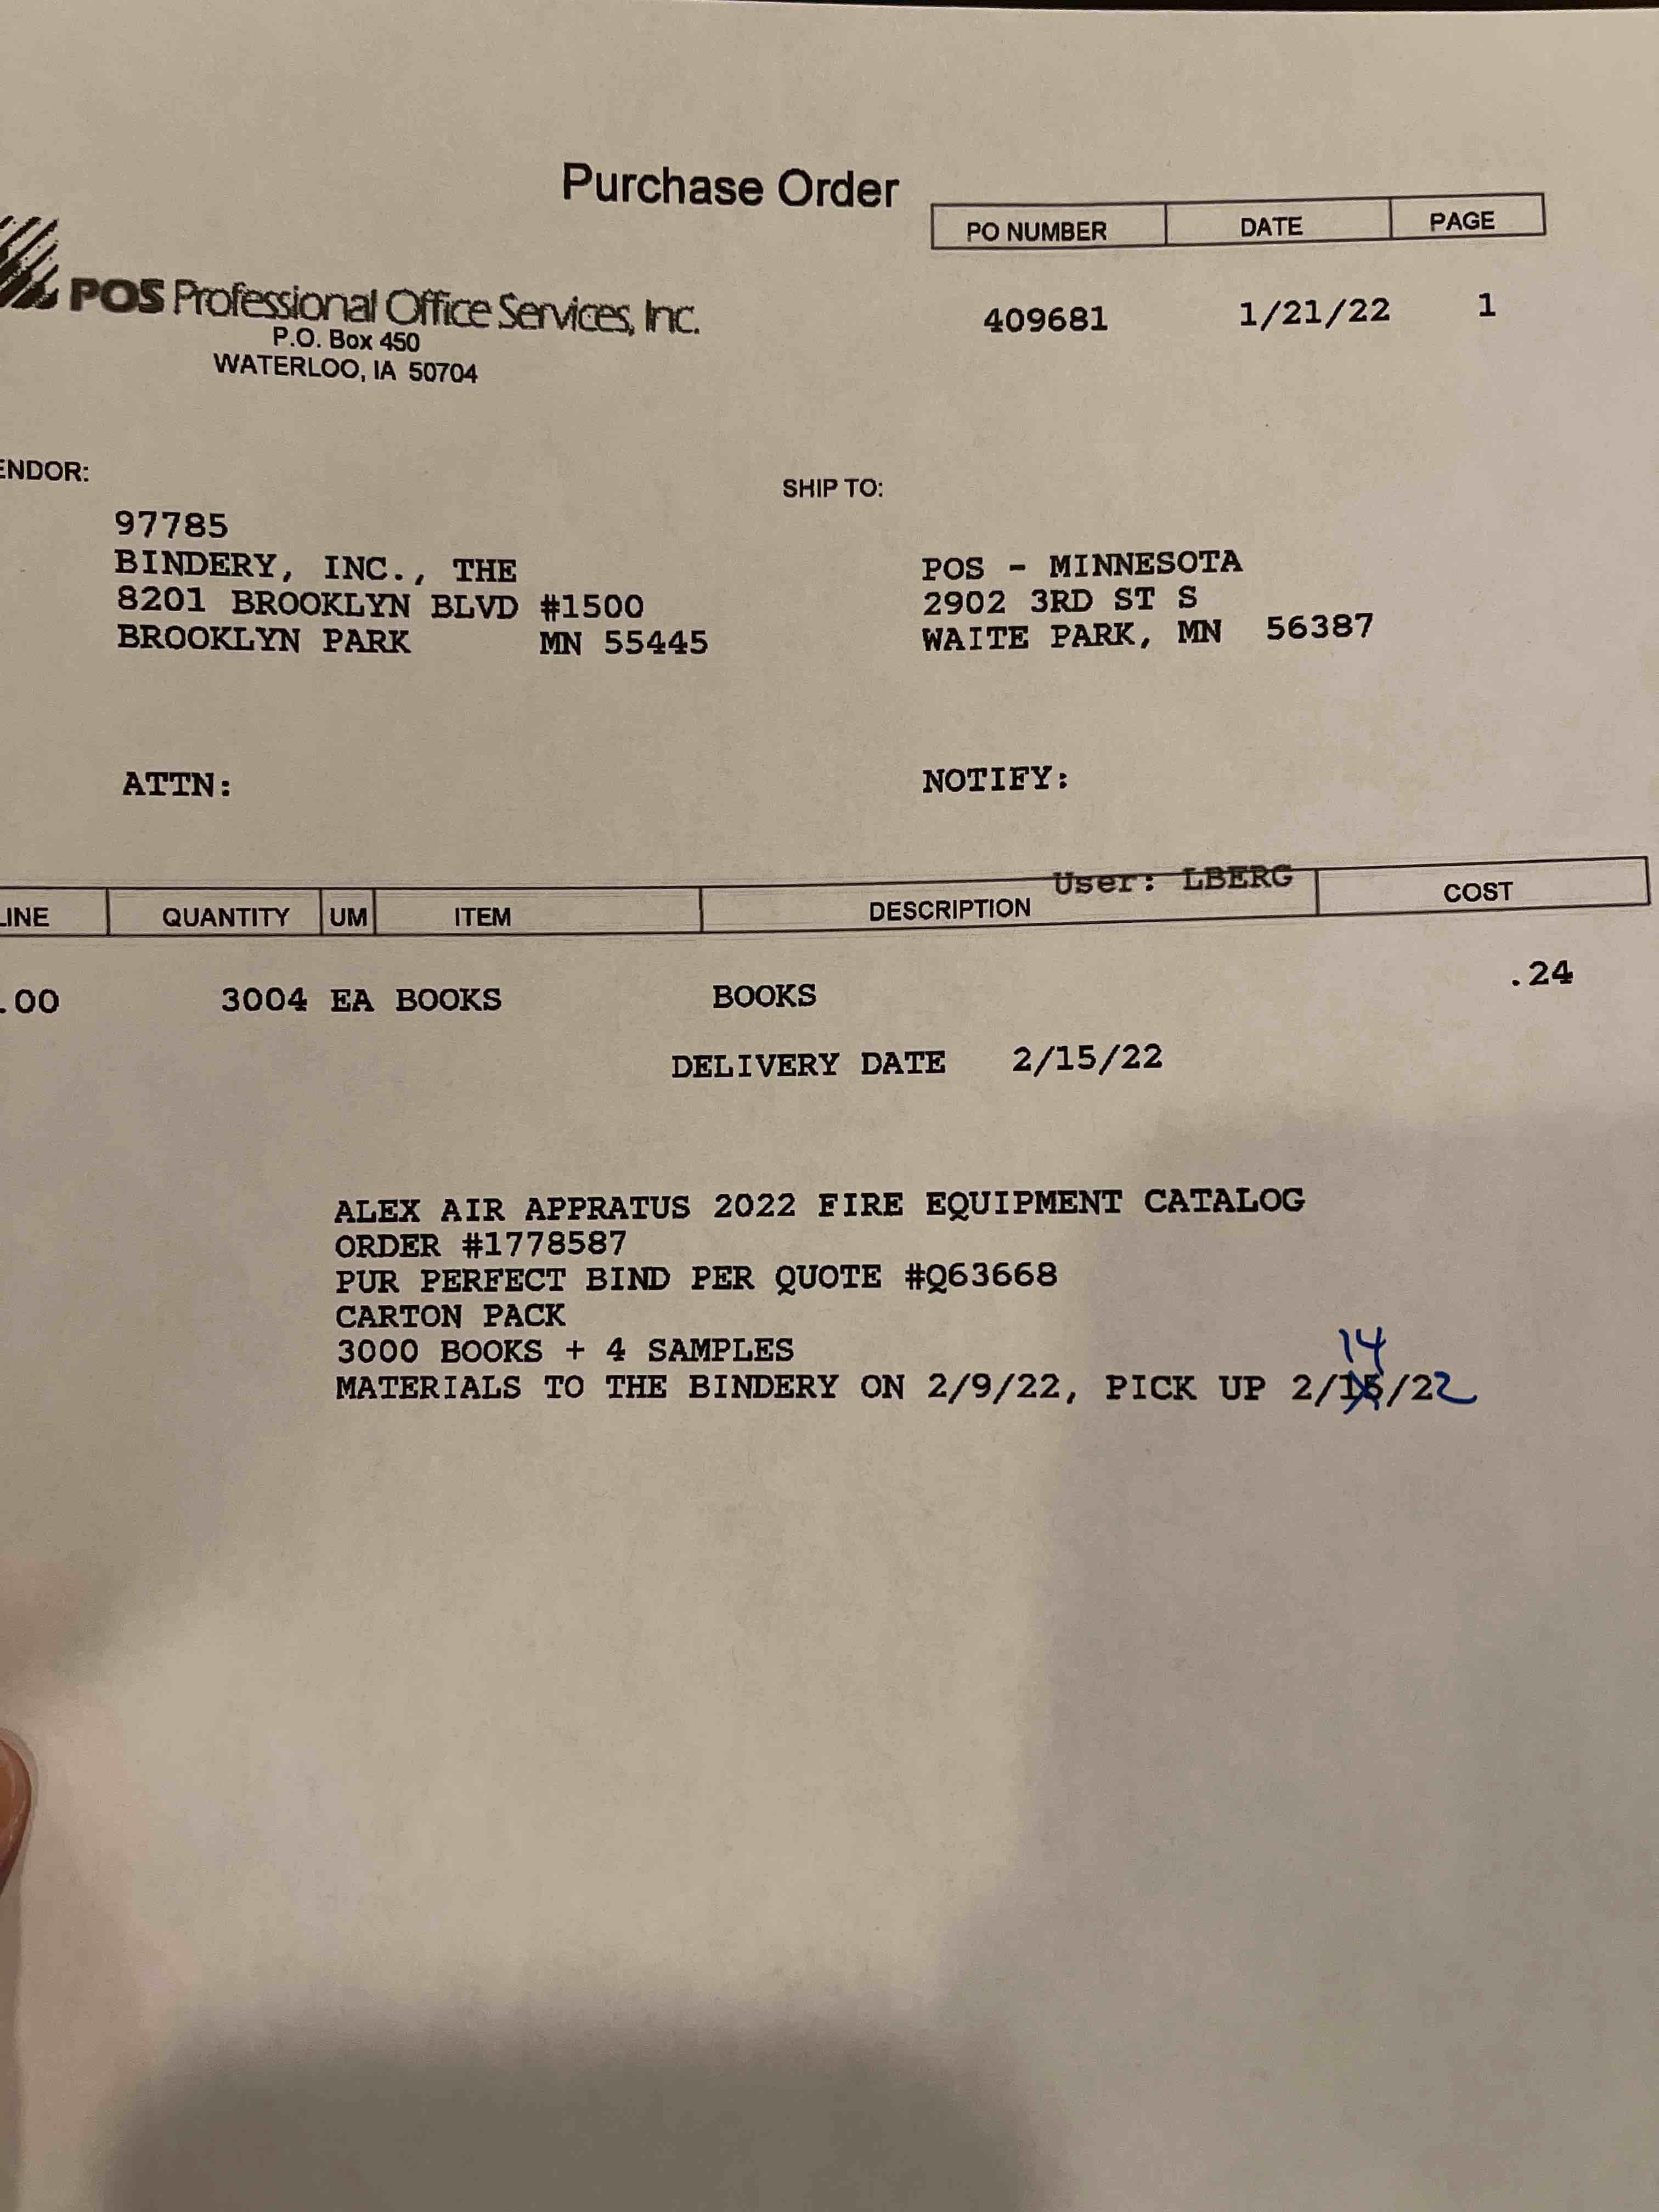 Purchase Order
PO NUMBER DATE PAGE
POS Professional Office Services, Inc.
P.O. Box 450
WATERLOO, IA 50704
409681 1/21/22 1
ENDOR:
SHIP TO:
97785
BINDERY, INC., THE
8201 BROOKLYN BLVD #1500
BROOKLYN PARK MN 55445
POS - MINNESOTA
2902 3RD ST S
WAITE PARK, MN 56387
ATTN:
NOTIFY:
User: LBERG
LINE QUANTITY UM ITEM DESCRIPTION COST
.00 3004 EA BOOKS BOOKS .24
DELIVERY DATE 2/15/22
ALEX AIR APPRATUS 2022 FIRE EQUIPMENT CATALOG
ORDER #1778587
PUR PERFECT BIND PER QUOTE #Q63668
CARTON PACK
3000 BOOKS + 4 SAMPLES
14
MATERIALS TO THE BINDERY ON 2/9/22, PICK UP 2/15/22